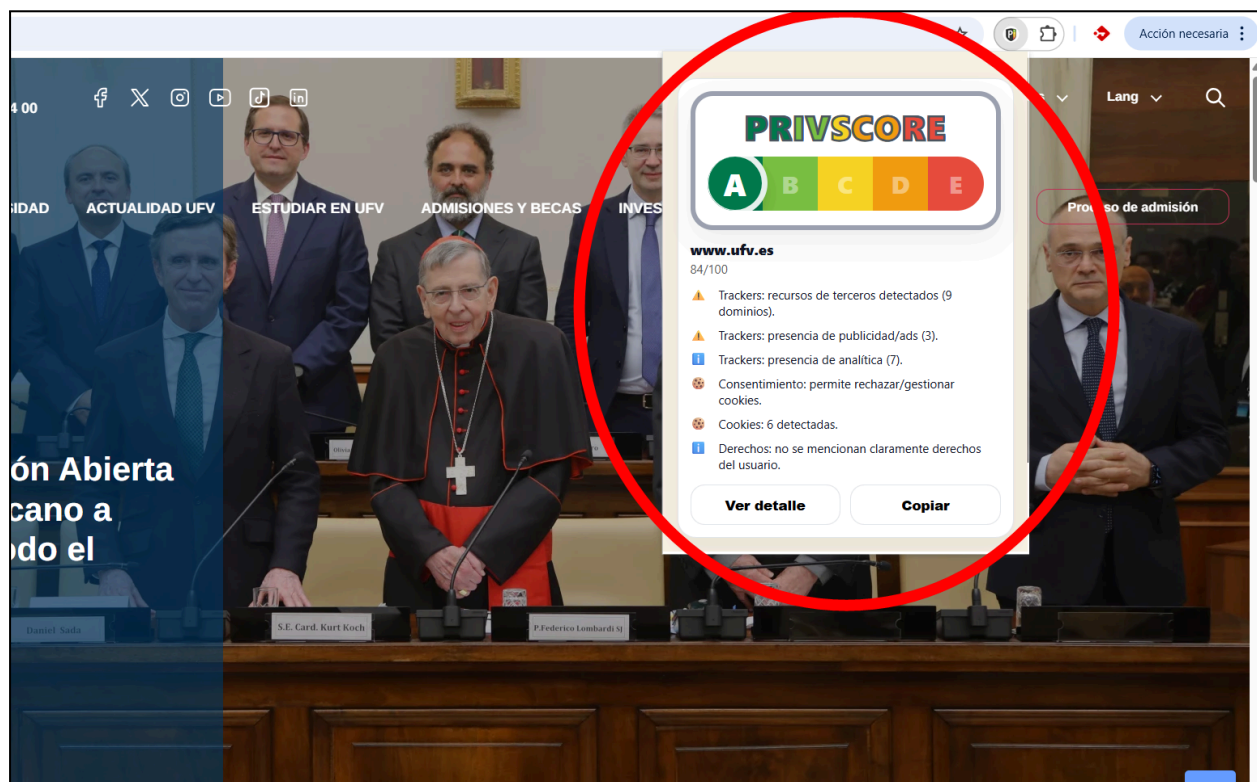 Acción necesaria
4 00
Lang
SIDAD ACTUALIDAD UFV ESTUDIAR EN UFV ADMISIONES Y BECAS INVES
Proceso de admisión
PRIVSCORE
A B C D E
www.ufv.es
84/100
Trackers: recursos de terceros detectados (9
dominios).
Trackers: presencia de publicidad/ads (3).
Trackers: presencia de analítica (7).
Consentimiento: permite rechazar/gestionar
cookies.
Cookies: 6 detectadas.
Derechos: no se mencionan claramente derechos
del usuario.
Ver detalle Copiar
ón Abierta
cano a
odo el
Daniel Sada
S.E. Card. Kurt Koch
P.Federico Lombardi SJ